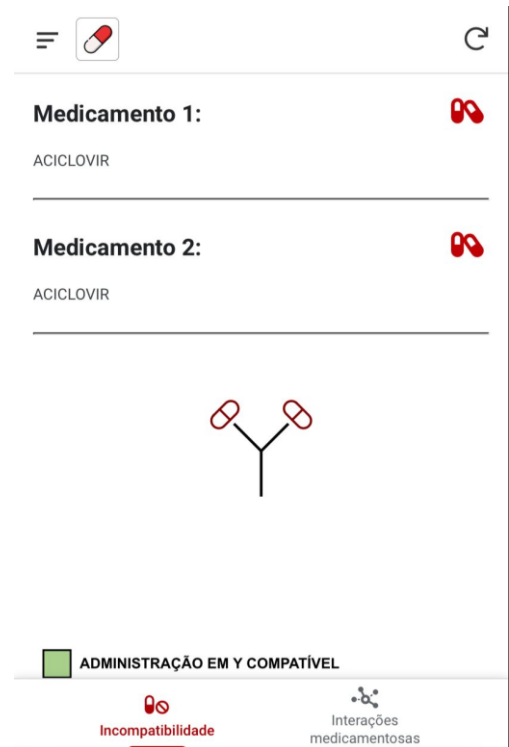 Medicamento 1:
ACICLOVIR
Medicamento 2:
ACICLOVIR
ADMINISTRAÇÃO EM Y COMPATÍVEL
Incompatibilidade
Interações
medicamentosas